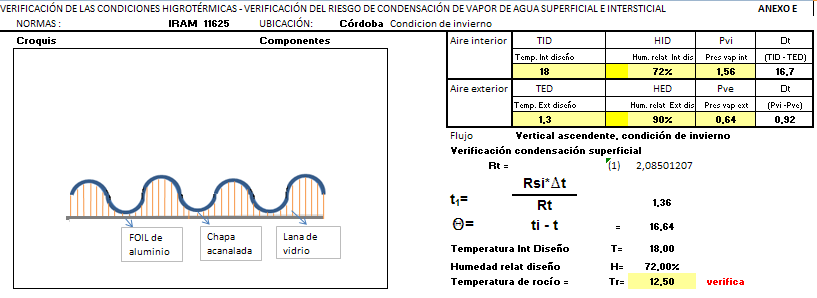 VERIFICACIÓN DE LAS CONDICIONES HIGROTÉRMICAS - VERIFICACIÓN DEL RIESGO DE CONDENSACIÓN DE VAPOR DE AGUA SUPERFICIAL E INTERSTICIAL ANEXO E
NORMAS : IRAM 11625 UBICACIÓN: Córdoba Condicion de invierno
Croquis Componentes
FOIL de aluminio
Chapa acanalada
Lana de vidrio
Aire interior TID HID Pvi Dt
Temp. Int diseño Hum. relat Int dis Pres vap int (TID - TED)
18 72% 1,56 16,7
Aire exterior TED HED Pve Dt
Temp. Ext diseño Hum. relat Ext dis Pres vap ext (Pvi -Pve)
1,3 90% 0,64 0,92
Flujo Vertical ascendente, condición de invierno
Verificación condensación superficial
Rt = (1) 2,08501207
t₁= Rsi*Δt / Rt 1,36
Θ= ti - t = 16,64
Temperatura Int Diseño T= 18,00
Humedad relat diseño H= 72,00%
Temperatura de rocío = Tr= 12,50 verifica